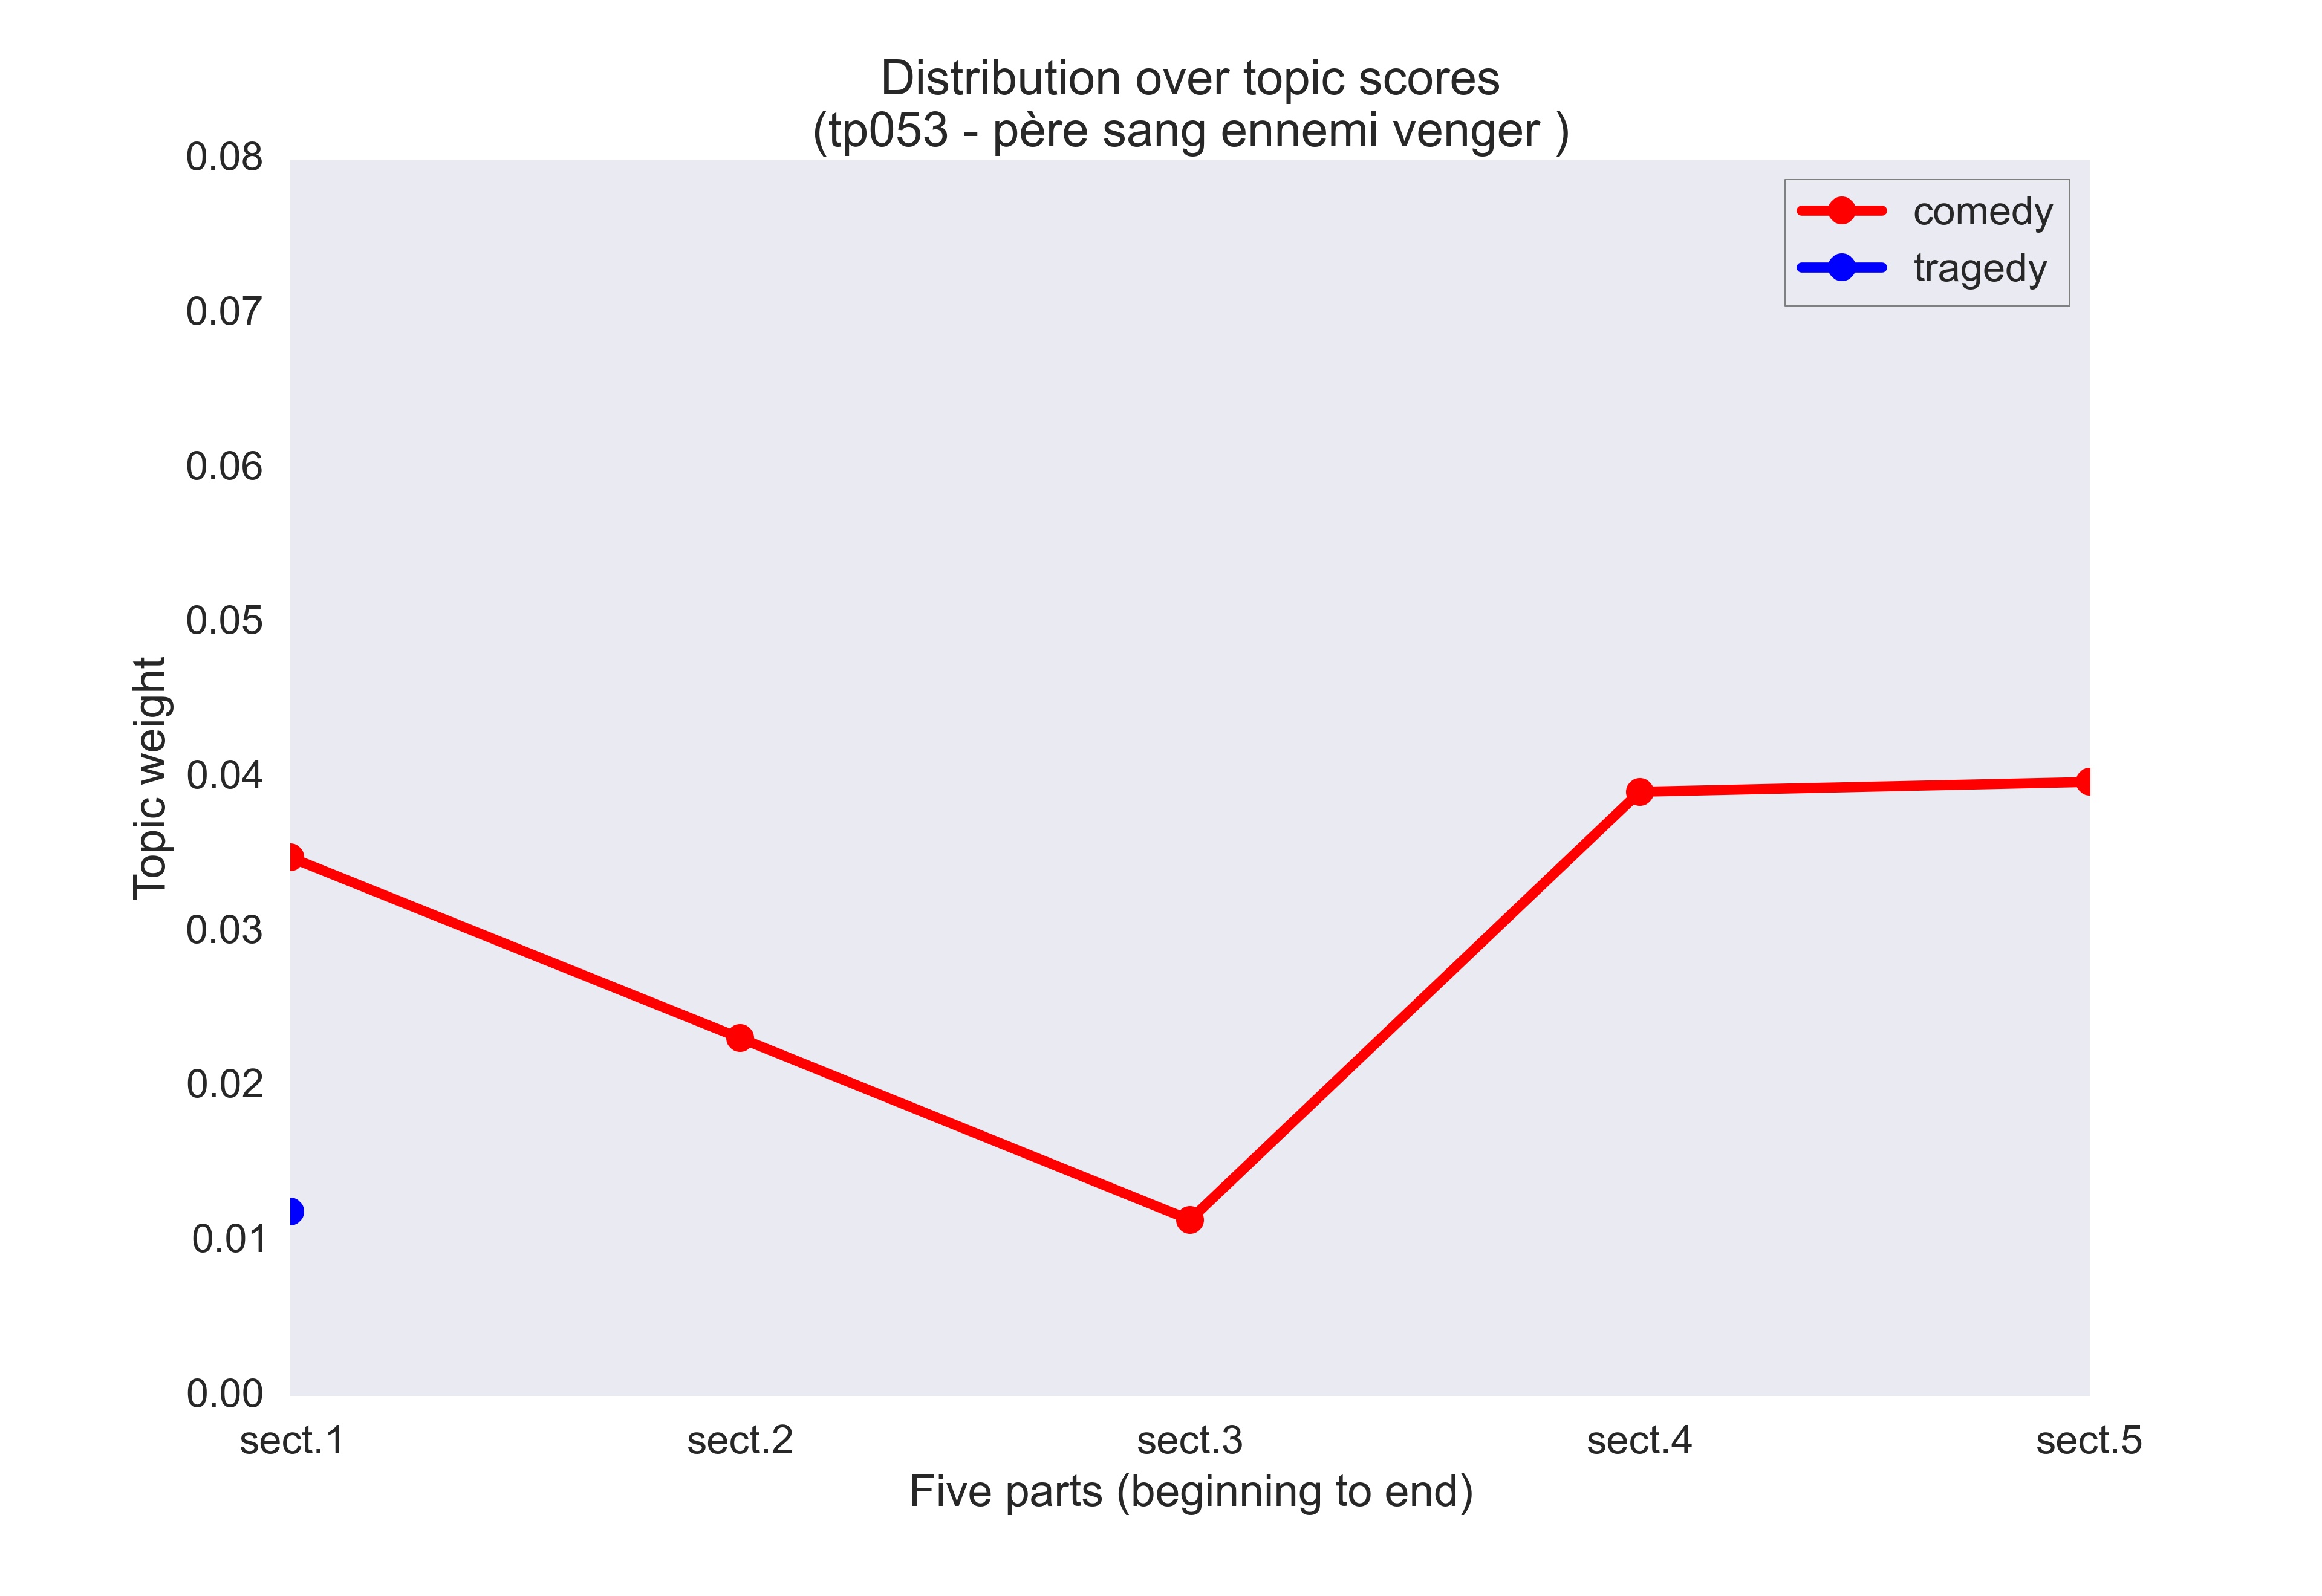 Distribution over topic scores
(tp053 - père sang ennemi venger )
comedy
tragedy
Topic weight
0.08
0.07
0.06
0.05
0.04
0.03
0.02
0.01
0.00
sect.1
sect.2
sect.3
sect.4
sect.5
Five parts (beginning to end)